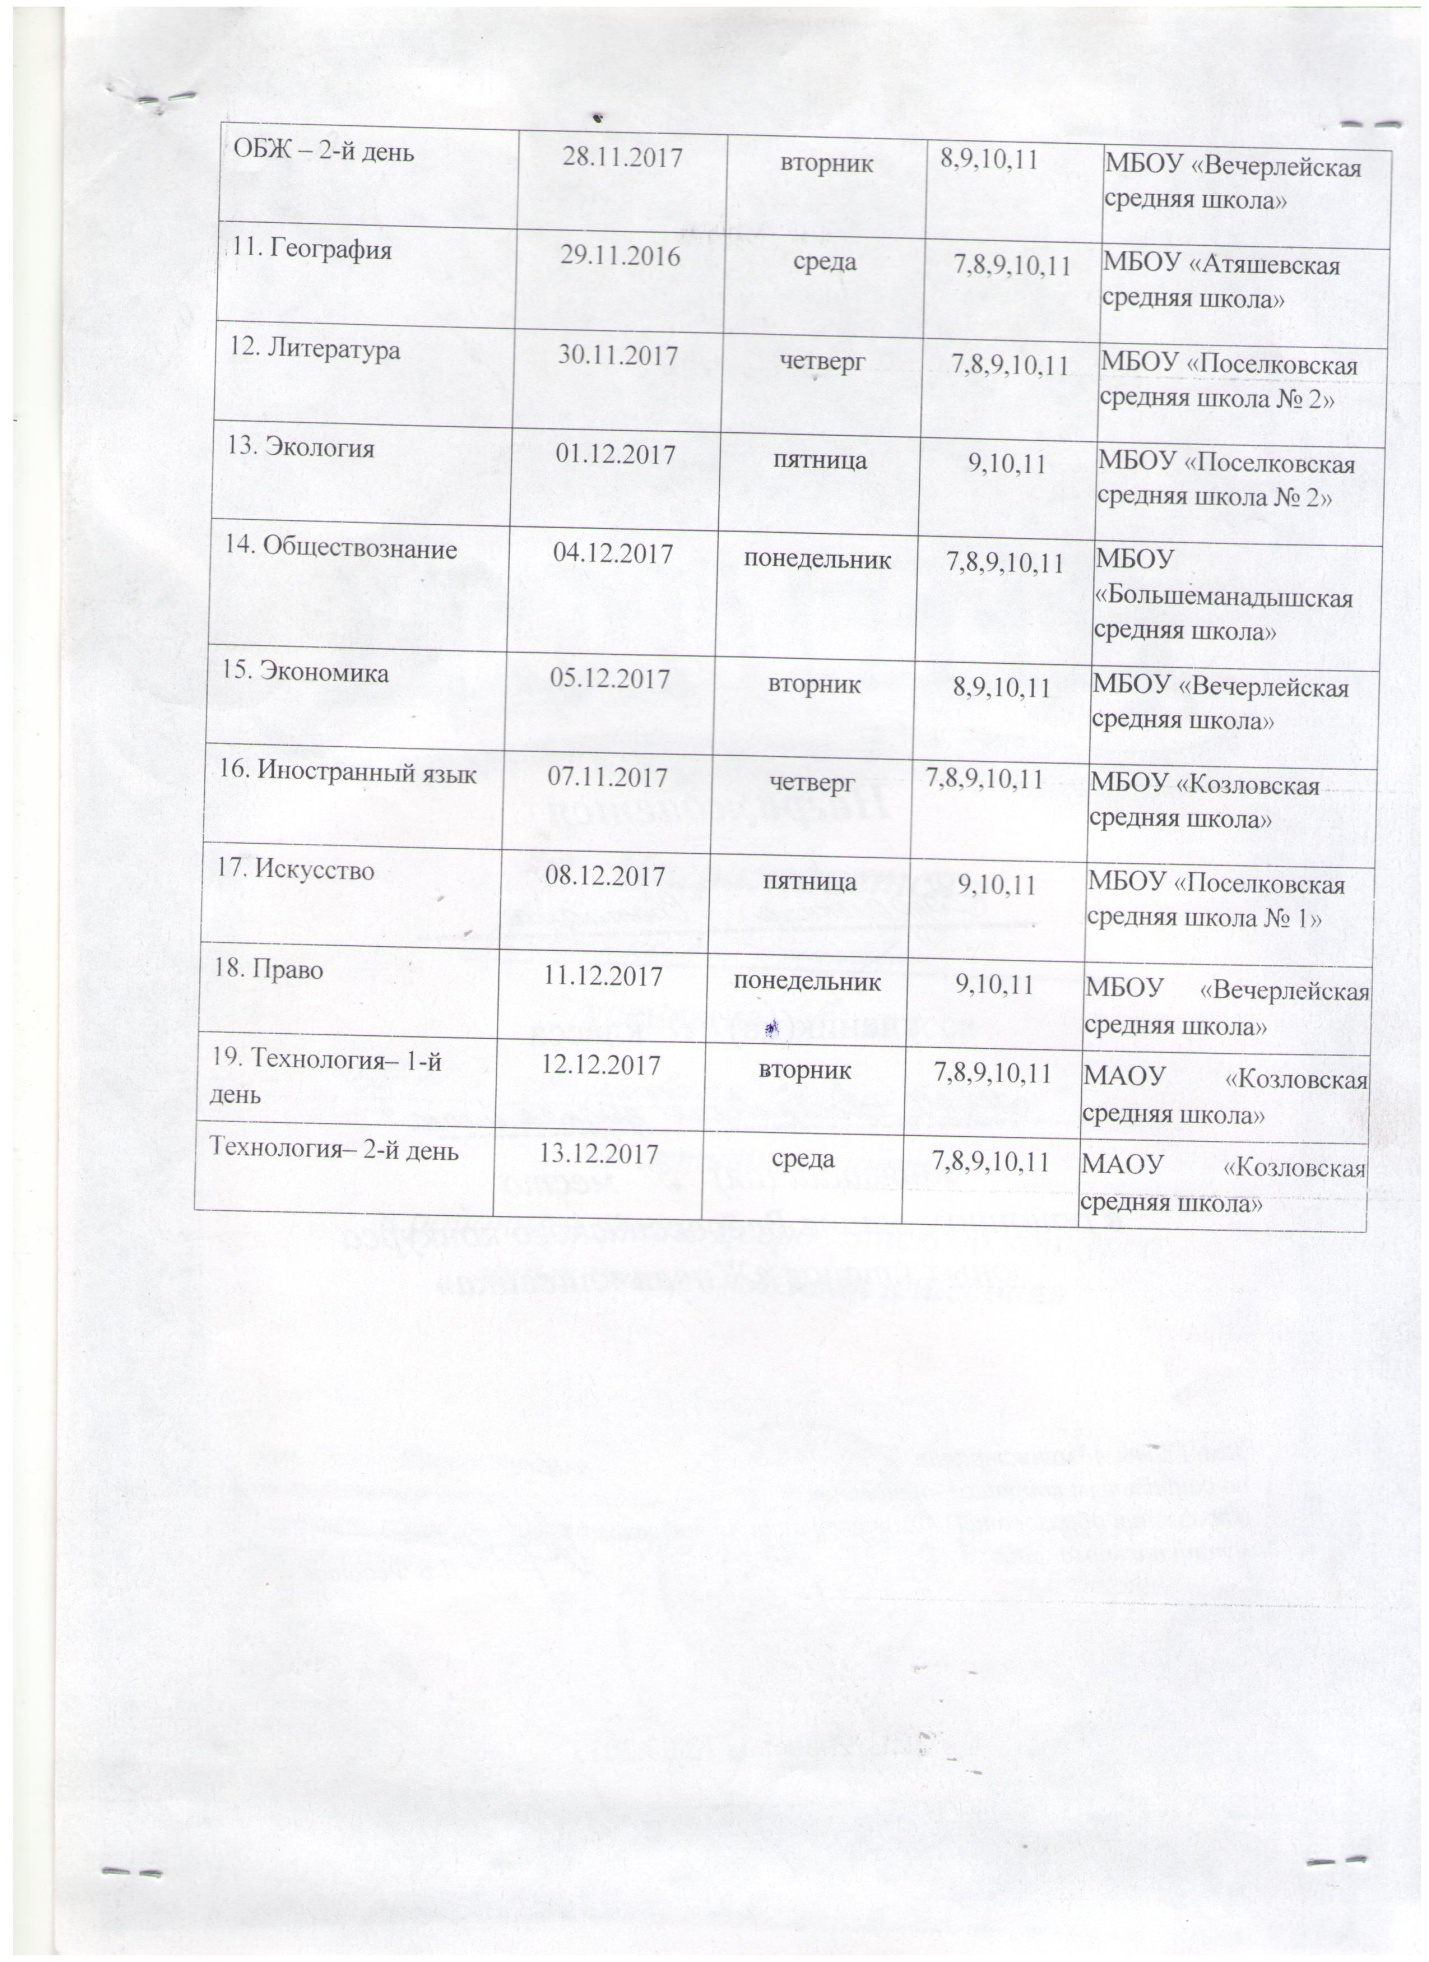 ОБЖ – 2-й день 28.11.2017 вторник 8,9,10,11 МБОУ «Вечерлейская
средняя школа»
11. География 29.11.2016 среда 7,8,9,10,11 МБОУ «Атяшевская
средняя школа»
12. Литература 30.11.2017 четверг 7,8,9,10,11 МБОУ «Поселковская
средняя школа № 2»
13. Экология 01.12.2017 пятница 9,10,11 МБОУ «Поселковская
средняя школа № 2»
14. Обществознание 04.12.2017 понедельник 7,8,9,10,11 МБОУ
«Большеманадышская
средняя школа»
15. Экономика 05.12.2017 вторник 8,9,10,11 МБОУ «Вечерлейская
средняя школа»
16. Иностранный язык 07.11.2017 четверг 7,8,9,10,11 МБОУ «Козловская
средняя школа»
17. Искусство 08.12.2017 пятница 9,10,11 МБОУ «Поселковская
средняя школа № 1»
18. Право 11.12.2017 понедельник 9,10,11 МБОУ «Вечерлейская
средняя школа»
19. Технология– 1-й 12.12.2017 вторник 7,8,9,10,11 МАОУ «Козловская
день средняя школа»
Технология– 2-й день 13.12.2017 среда 7,8,9,10,11 МАОУ «Козловская
средняя школа»